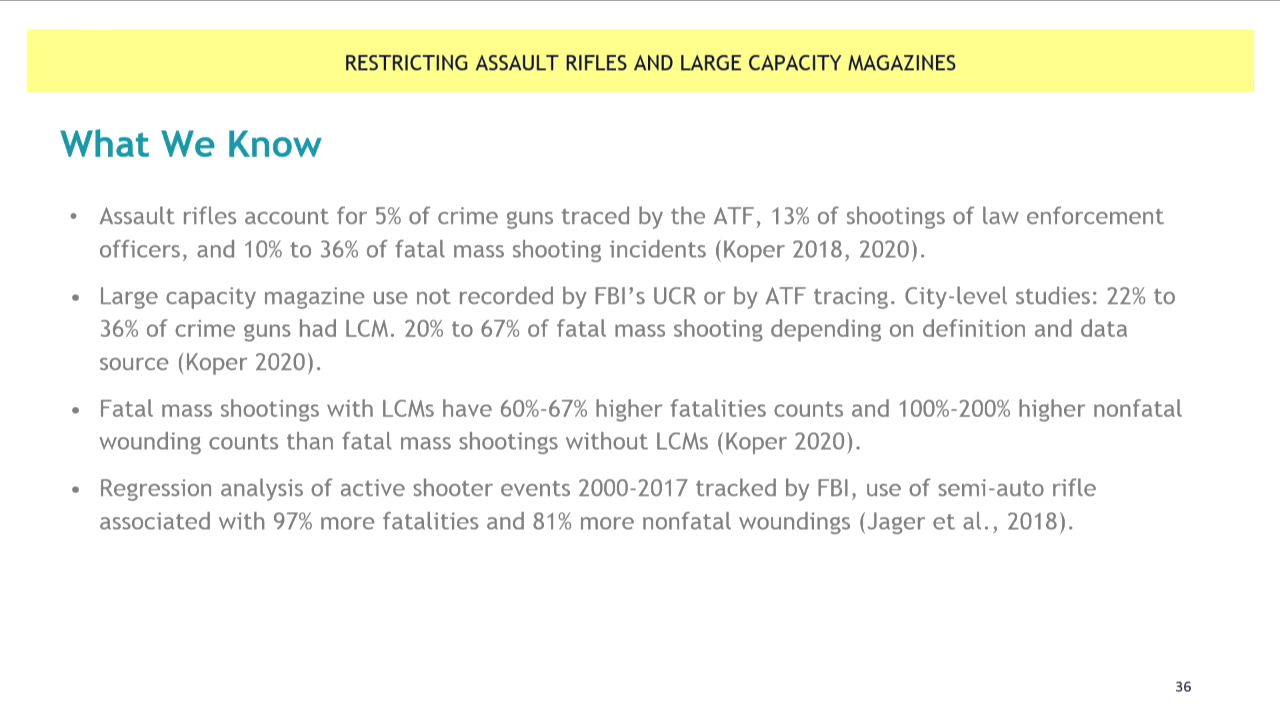 RESTRICTING ASSAULT RIFLES AND LARGE CAPACITY MAGAZINES
What We Know
• Assault rifles account for 5% of crime guns traced by the ATF, 13% of shootings of law enforcement
officers, and 10% to 36% of fatal mass shooting incidents (Koper 2018, 2020).
• Large capacity magazine use not recorded by FBI’s UCR or by ATF tracing. City-level studies: 22% to
36% of crime guns had LCM. 20% to 67% of fatal mass shooting depending on definition and data
source (Koper 2020).
• Fatal mass shootings with LCMs have 60%-67% higher fatalities counts and 100%-200% higher nonfatal
wounding counts than fatal mass shootings without LCMs (Koper 2020).
• Regression analysis of active shooter events 2000-2017 tracked by FBI, use of semi-auto rifle
associated with 97% more fatalities and 81% more nonfatal woundings (Jager et al., 2018).
36